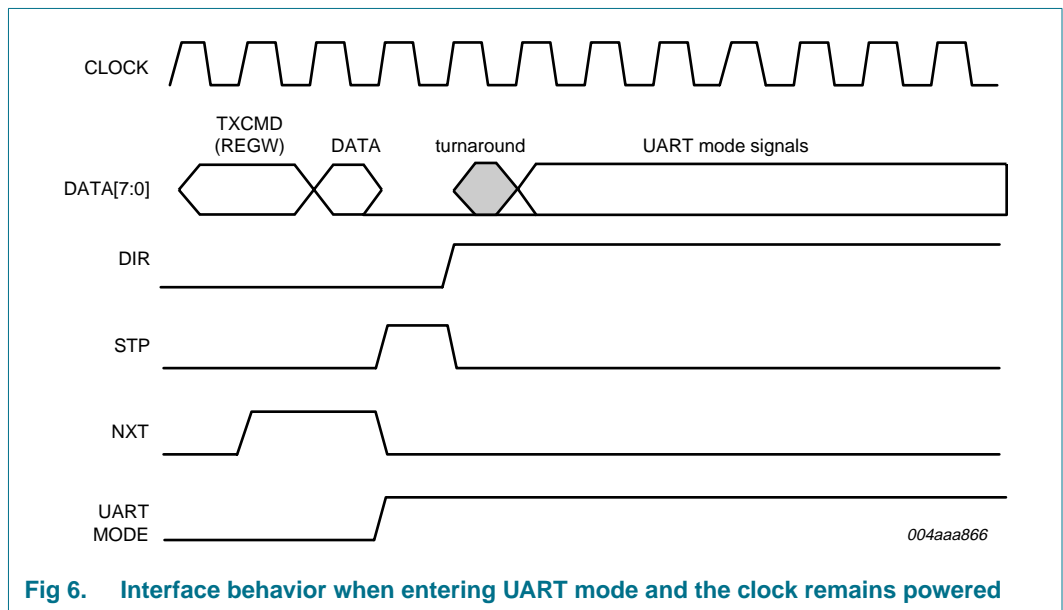 CLOCK
TXCMD
(REGW)
DATA
turnaround
UART mode signals
DATA[7:0]
DIR
STP
NXT
UART
MODE
004aaa866
Fig 6. Interface behavior when entering UART mode and the clock remains powered